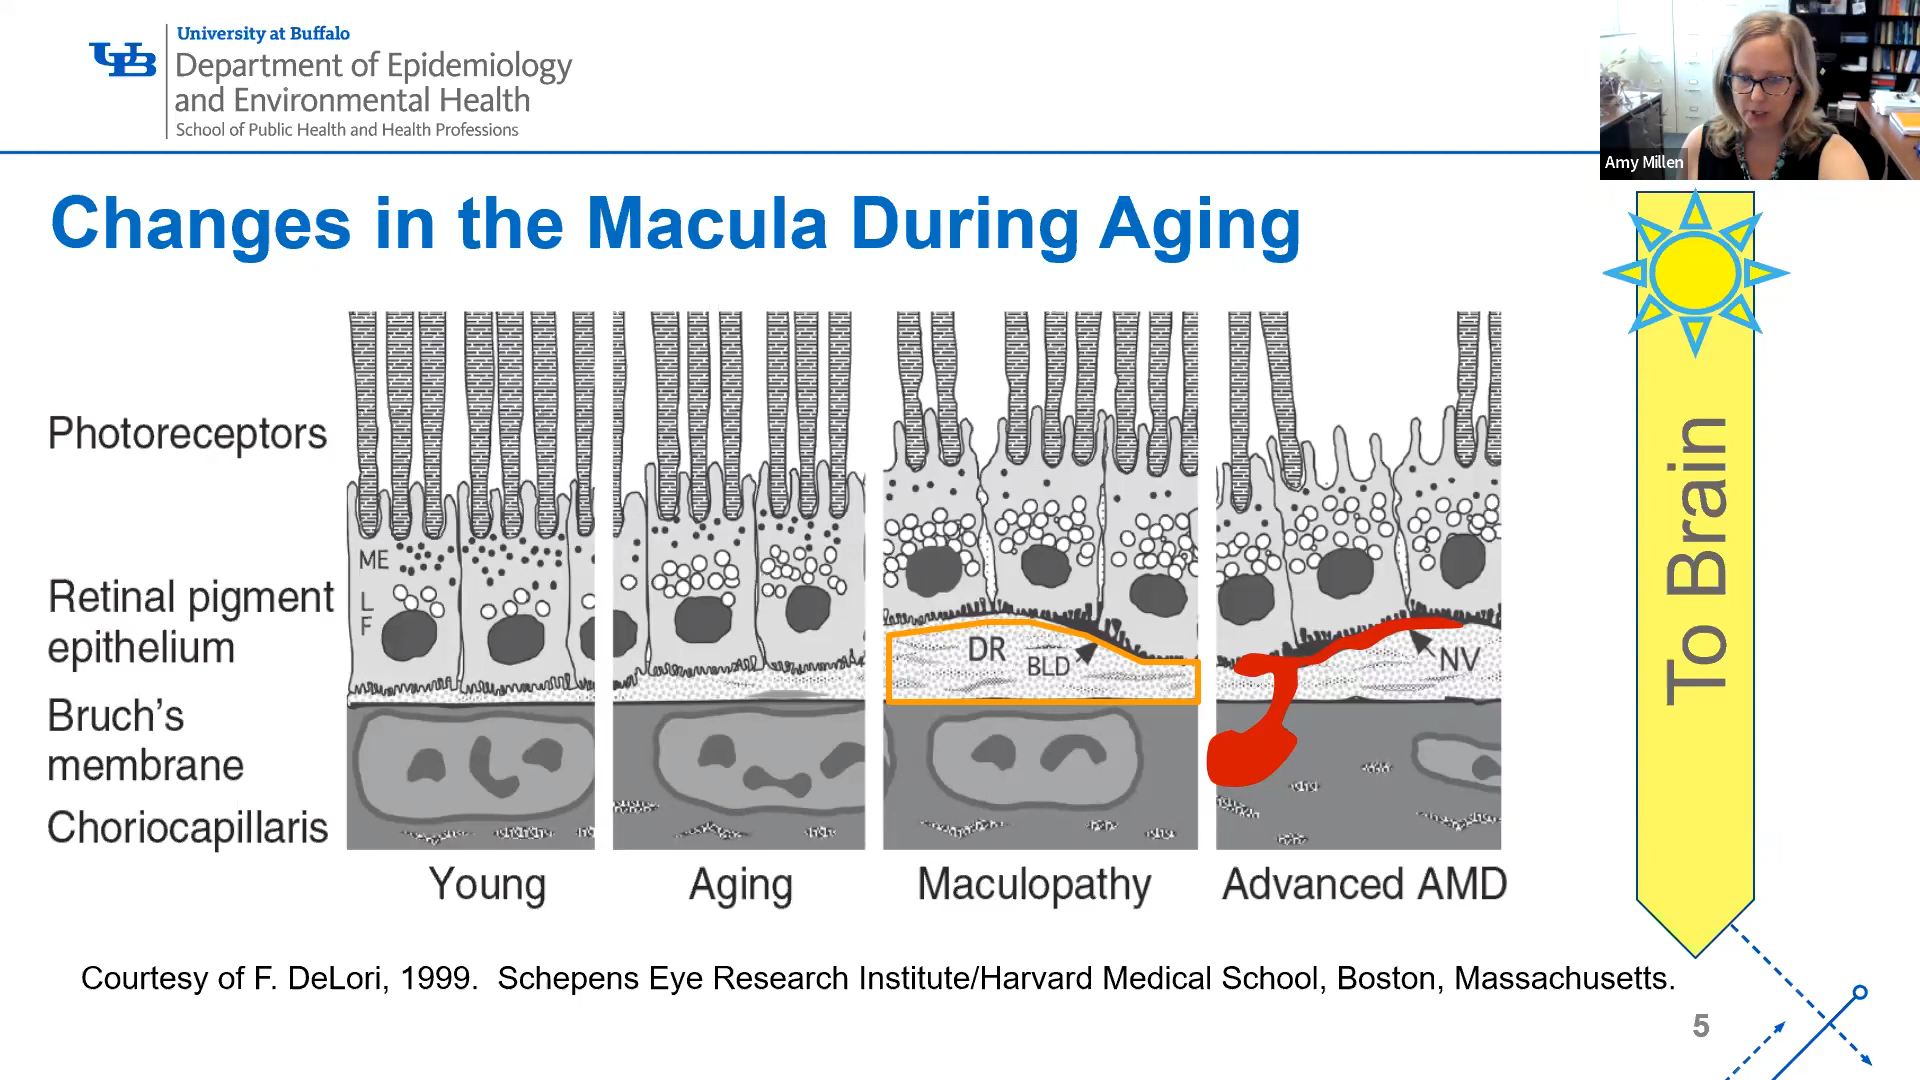 University at Buffalo
UB
Department of Epidemiology
and Environmental Health
School of Public Health and Health Professions
Amy Millen
Changes in the Macula During Aging
Photoreceptors
Retinal pigment
epithelium
Bruch's
membrane
Choriocapillaris
ME
L
F
DR
BLD
NV
Young
Aging
Maculopathy
Advanced AMD
To Brain
Courtesy of F. DeLori, 1999.  Schepens Eye Research Institute/Harvard Medical School, Boston, Massachusetts.
5